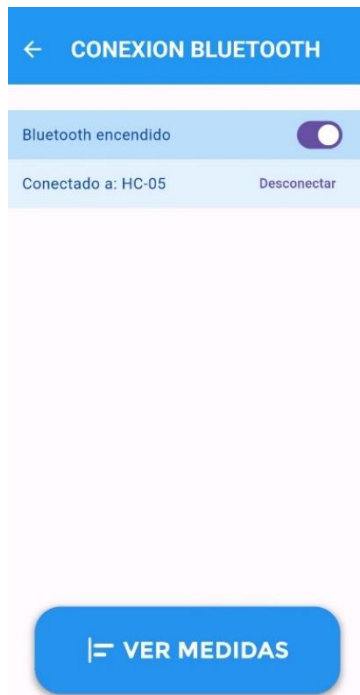 CONEXION BLUETOOTH
Bluetooth encendido
Conectado a: HC-05 Desconectar
VER MEDIDAS